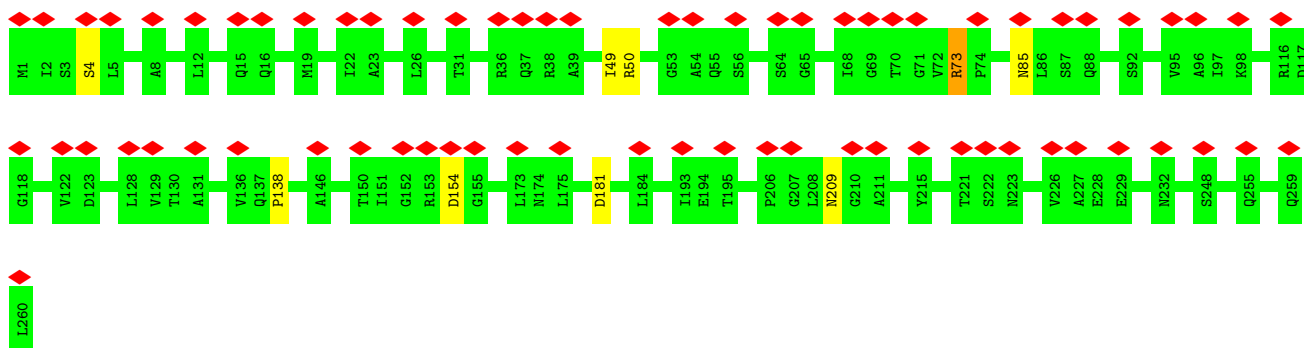 M1 I2 S3 S4 L5 A8 L12 Q15 Q16 M19 I22 A23 L26 T31 R36 Q37 R38 A39 I49 R50 G53 A54 Q55 S56 S64 G65 I68 G69 T70 G71 V72 R73 P74 N85 L86 S87 Q88 S92 V95 A96 I97 K98 R116 D117
G118 V122 D123 L128 V129 T130 A131 V136 Q137 P138 A146 T150 I151 G152 R153 D154 G155 L173 N174 L175 D181 L184 I193 E194 T195 P206 G207 L208 N209 G210 A211 Y215 T221 S222 N223 V226 A227 E228 E229 N232 S248 Q255 Q259
L260